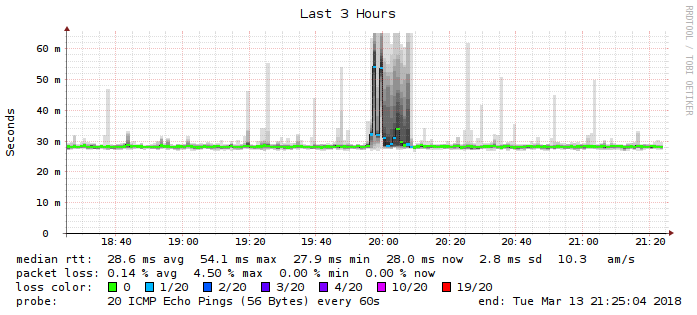 Last 3 Hours
RRDTOOL / TOBI OETIKER
Seconds
60 m
50 m
40 m
30 m
20 m
10 m
0
18:40 19:00 19:20 19:40 20:00 20:20 20:40 21:00 21:20
median rtt: 28.6 ms avg 54.1 ms max 27.9 ms min 28.0 ms now 2.8 ms sd 10.3 am/s
packet loss: 0.14 % avg 4.50 % max 0.00 % min 0.00 % now
loss color: 0 1/20 2/20 3/20 4/20 10/20 19/20
probe: 20 ICMP Echo Pings (56 Bytes) every 60s end: Tue Mar 13 21:25:04 2018